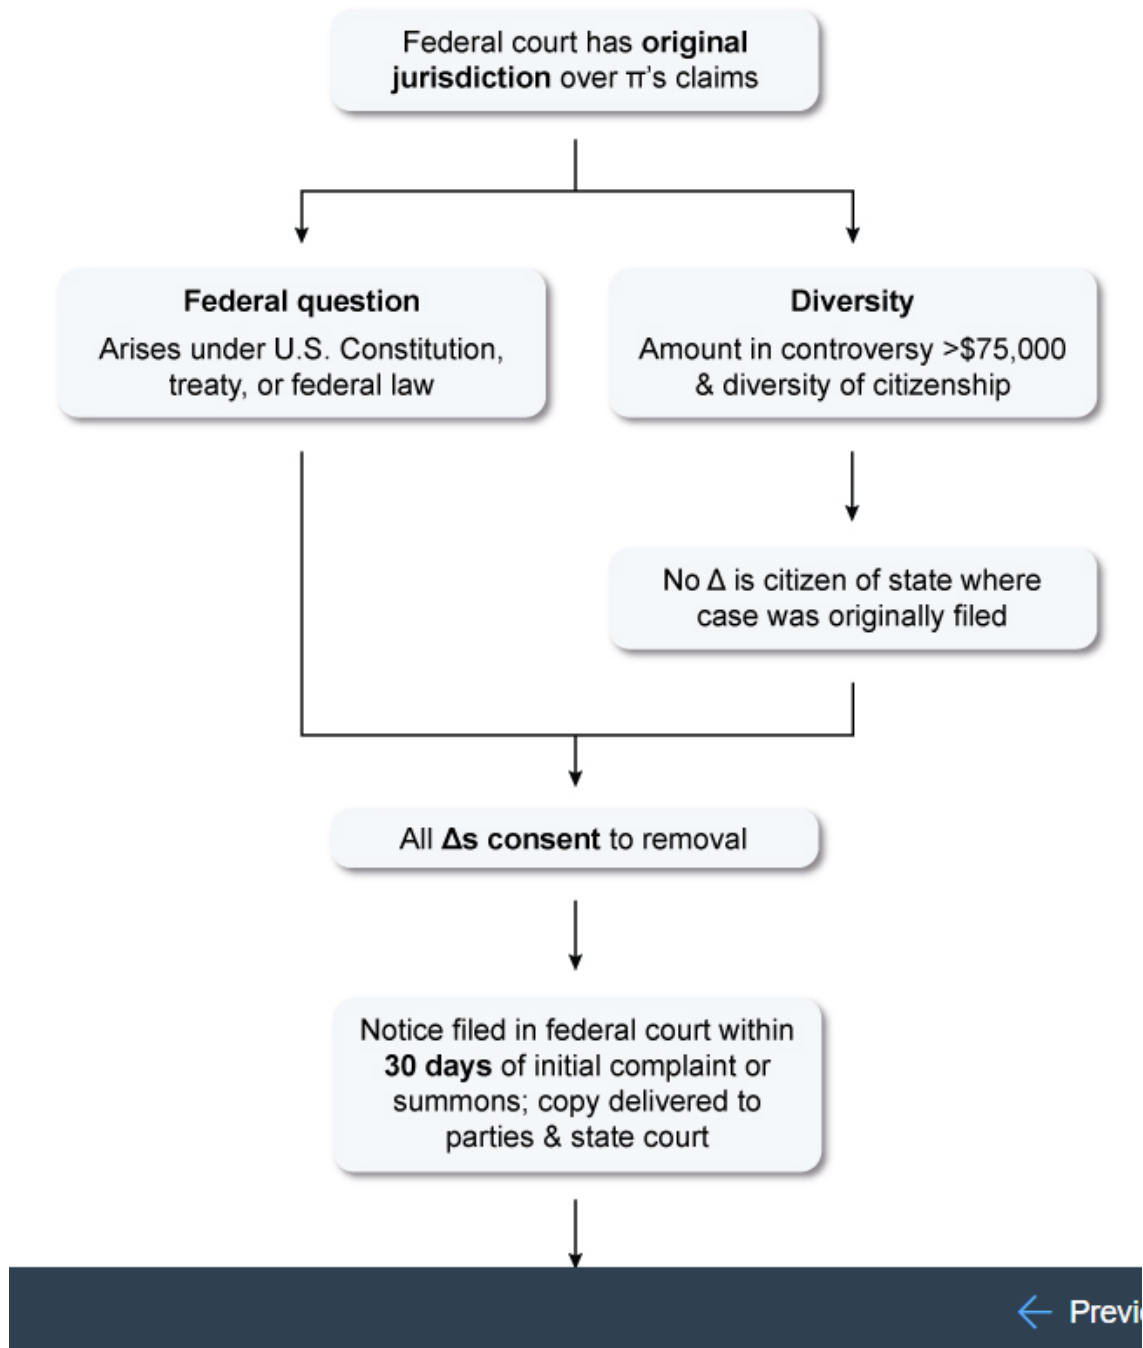 Federal court has original
jurisdiction over π's claims
Federal question
Arises under U.S. Constitution,
treaty, or federal law
Diversity
Amount in controversy >$75,000
& diversity of citizenship
No Δ is citizen of state where
case was originally filed
All Δs consent to removal
Notice filed in federal court within
30 days of initial complaint or
summons; copy delivered to
parties & state court